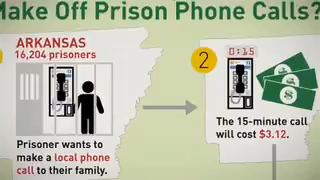 Make Off Prison Phone Calls?
ARKANSAS
16,204 prisoners
Prisoner wants to
make a local phone
call to their family.
2
0:15
The 15-minute call
will cost $3.12.